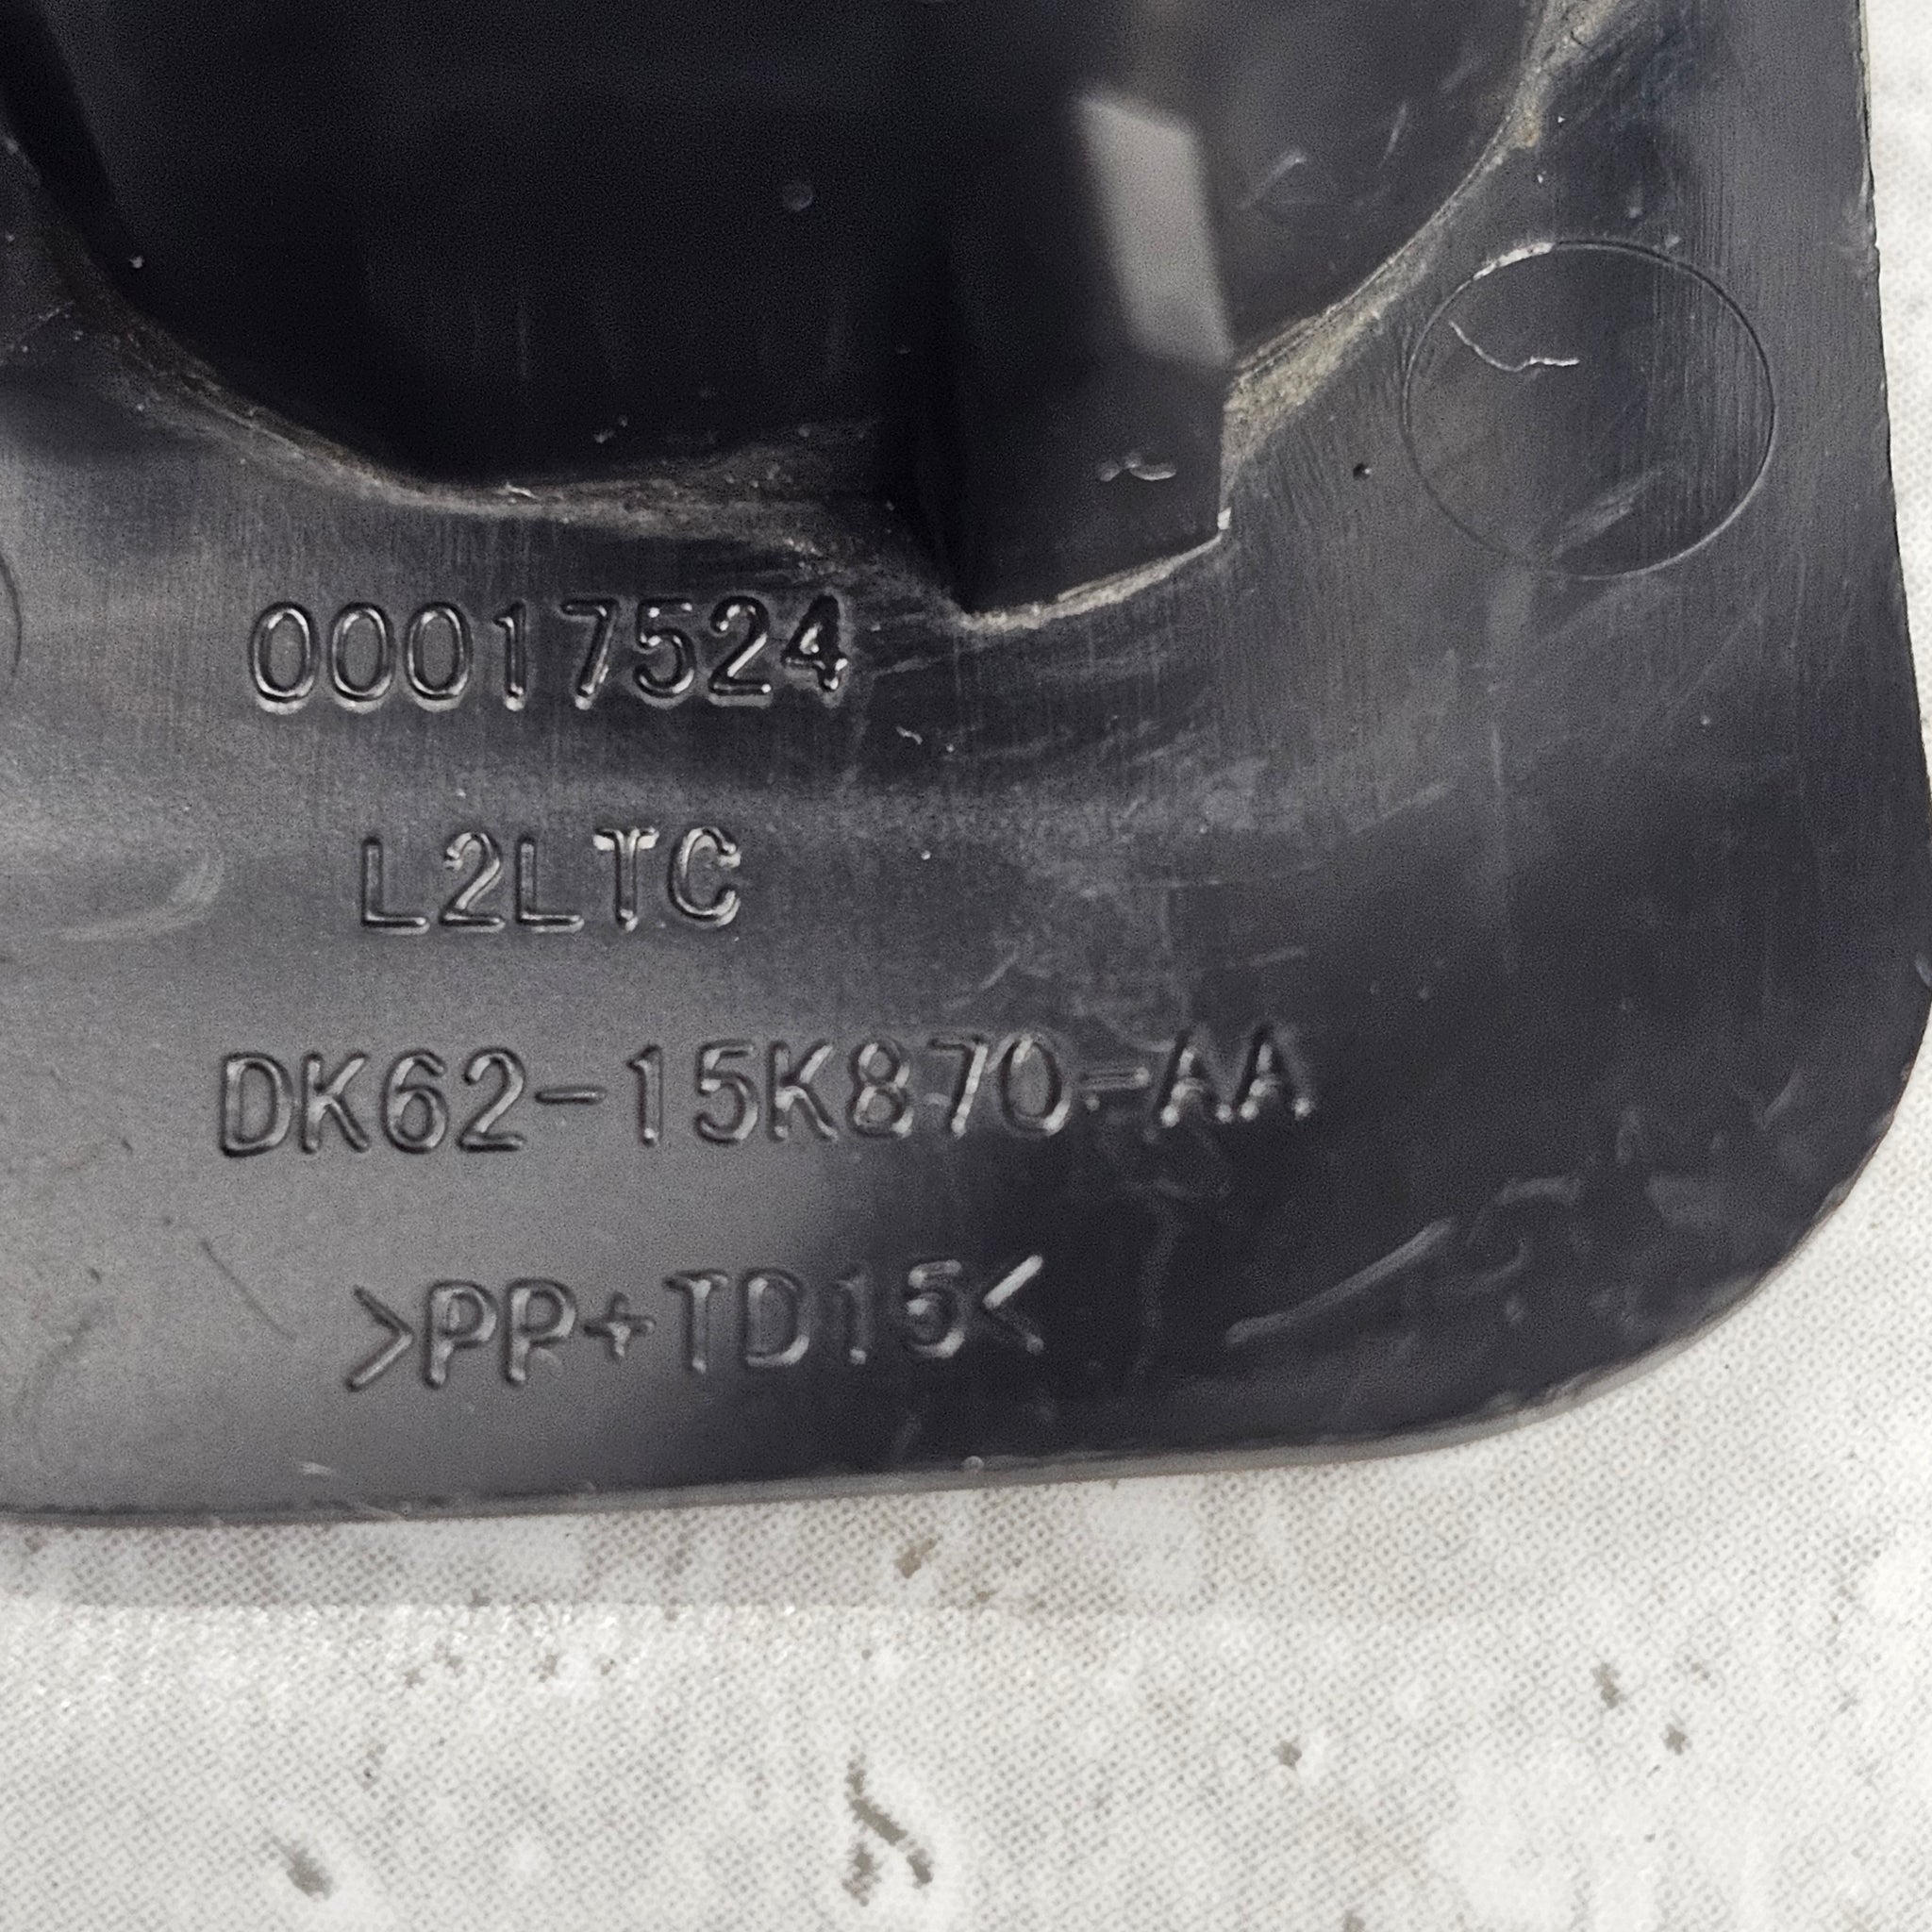 00017524
L2LTC
DK62-15K870-AA
>PP+TD15<